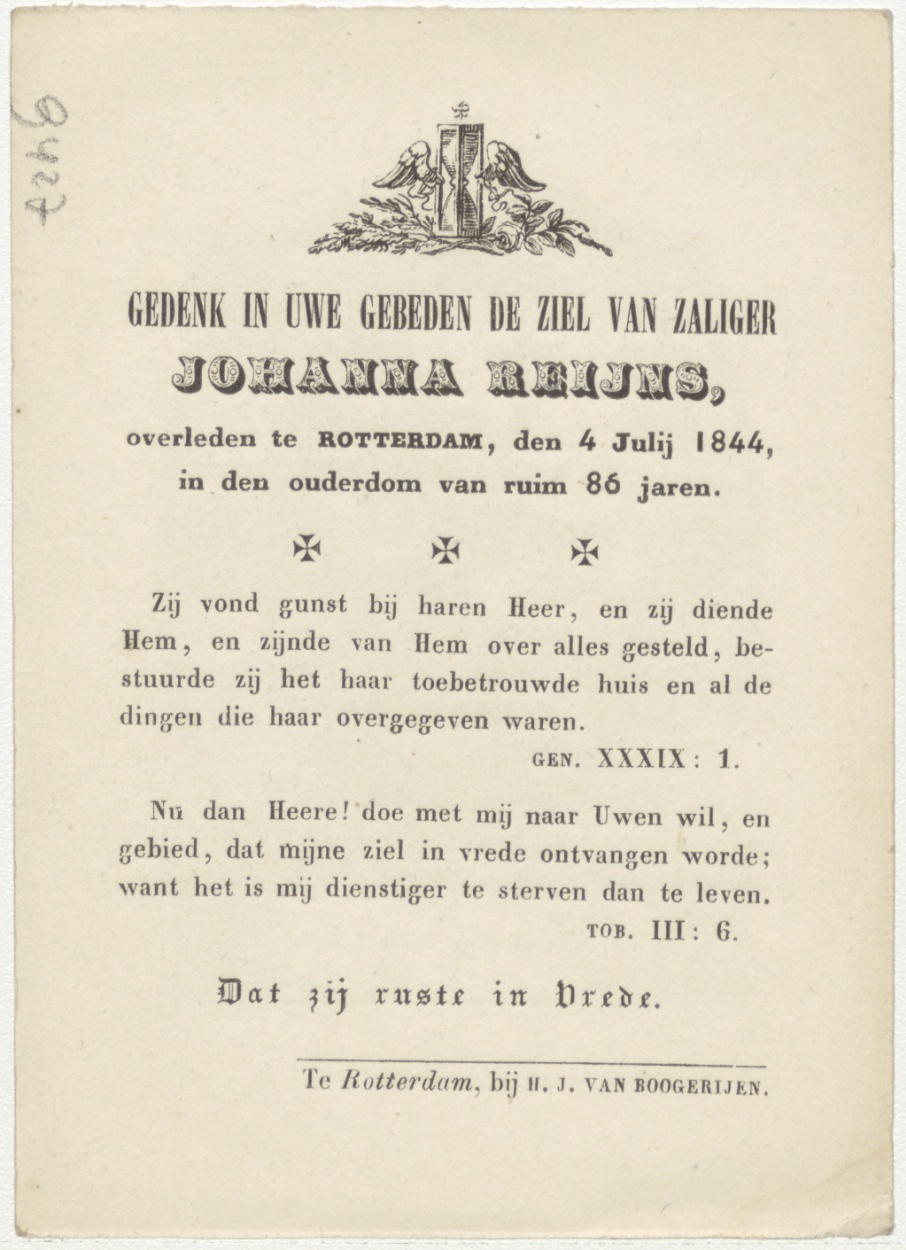 9457
GEDENK IN UWE GEBEDEN DE ZIEL VAN ZALIGER
JOHANNA REIJNS,
overleden te ROTTERDAM, den 4 Julij 1844,
in den ouderdom van ruim 86 jaren.
Zij vond gunst bij haren Heer, en zij diende
Hem, en zijnde van Hem over alles gesteld, be-
stuurde zij het haar toebetrouwde huis en al de
dingen die haar overgegeven waren.
GEN. XXXIX: 1.
Nu dan Heere! doe met mij naar Uwen wil, en
gebied, dat mijne ziel in vrede ontvangen worde;
want het is mij dienstiger te sterven dan te leven.
TOB. III: 6.
Dat zij ruste in Vrede.
Te Rotterdam, bij H. J. VAN BOOGERIJEN.